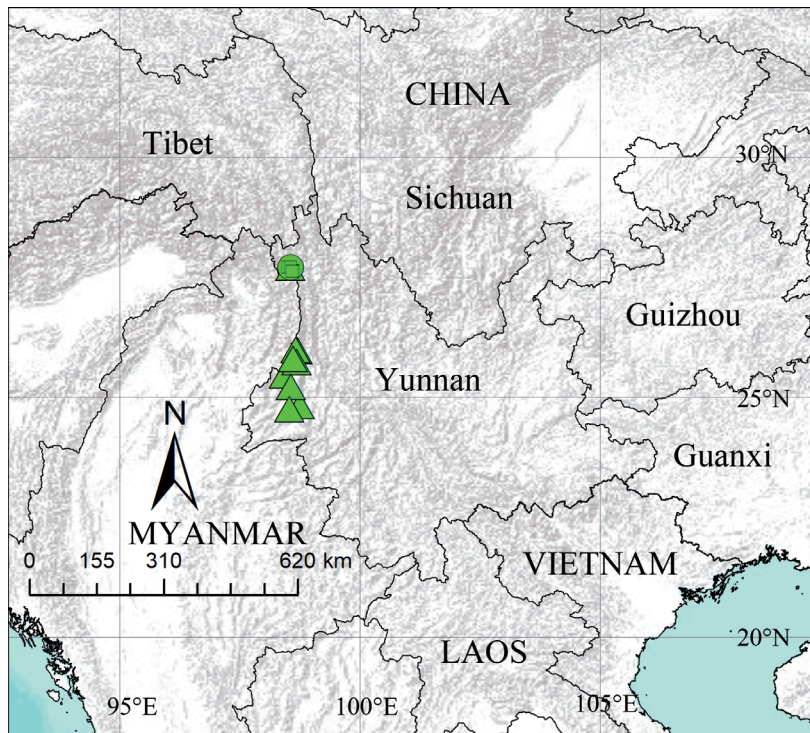 CHINA
Tibet
30°N
Sichuan
Guizhou
Yunnan
25°N
N
Guanxi
MYANMAR
0 155 310 620 km
VIETNAM
20°N
LAOS
95°E 100°E 105°E